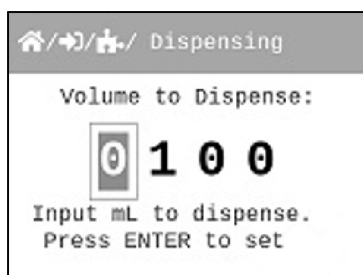 / / / Dispensing
Volume to Dispense:
0100
Input mL to dispense.
Press ENTER to set